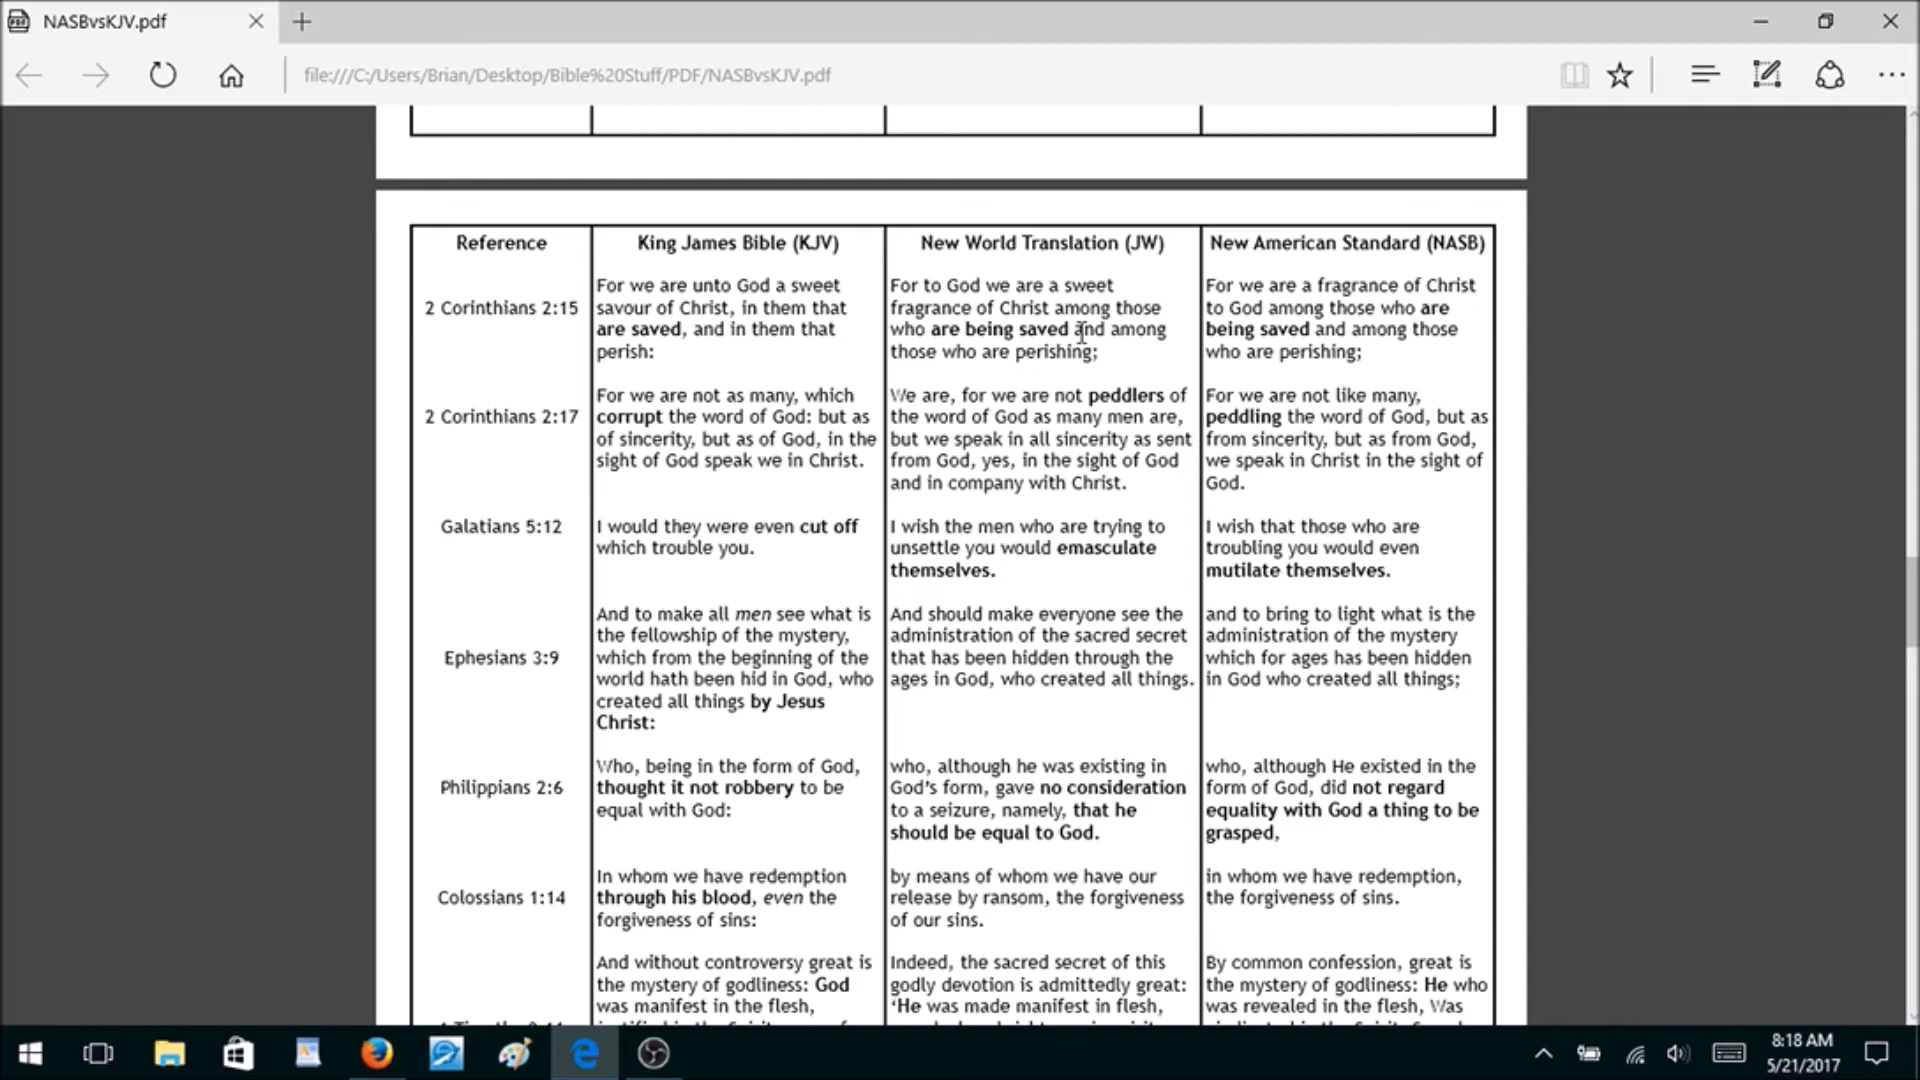 NASBvsKJV.pdf
file:///C:/Users/Brian/Desktop/Bible%20Stuff/PDF/NASBvsKJV.pdf
Reference
King James Bible (KJV)
New World Translation (JW)
New American Standard (NASB)
2 Corinthians 2:15
For we are unto God a sweet
savour of Christ, in them that
are saved, and in them that
perish:
For to God we are a sweet
fragrance of Christ among those
who are being saved and among
those who are perishing;
For we are a fragrance of Christ
to God among those who are
being saved and among those
who are perishing;
2 Corinthians 2:17
For we are not as many, which
corrupt the word of God: but as
of sincerity, but as of God, in the
sight of God speak we in Christ.
We are, for we are not peddlers of
the word of God as many men are,
but we speak in all sincerity as sent
from God, yes, in the sight of God
and in company with Christ.
For we are not like many,
peddling the word of God, but as
from sincerity, but as from God,
we speak in Christ in the sight of
God.
Galatians 5:12
I would they were even cut off
which trouble you.
I wish the men who are trying to
unsettle you would emasculate
themselves.
I wish that those who are
troubling you would even
mutilate themselves.
Ephesians 3:9
And to make all men see what is
the fellowship of the mystery,
which from the beginning of the
world hath been hid in God, who
created all things by Jesus
Christ:
And should make everyone see the
administration of the sacred secret
that has been hidden through the
ages in God, who created all things.
and to bring to light what is the
administration of the mystery
which for ages has been hidden
in God who created all things;
Philippians 2:6
Who, being in the form of God,
thought it not robbery to be
equal with God:
who, although he was existing in
God's form, gave no consideration
to a seizure, namely, that he
should be equal to God.
who, although He existed in the
form of God, did not regard
equality with God a thing to be
grasped,
Colossians 1:14
In whom we have redemption
through his blood, even the
forgiveness of sins:
by means of whom we have our
release by ransom, the forgiveness
of our sins.
in whom we have redemption,
the forgiveness of sins.
And without controversy great is
the mystery of godliness: God
was manifest in the flesh,
Indeed, the sacred secret of this
godly devotion is admittedly great:
'He was made manifest in flesh,
By common confession, great is
the mystery of godliness: He who
was revealed in the flesh, Was
8:18 AM
5/21/2017